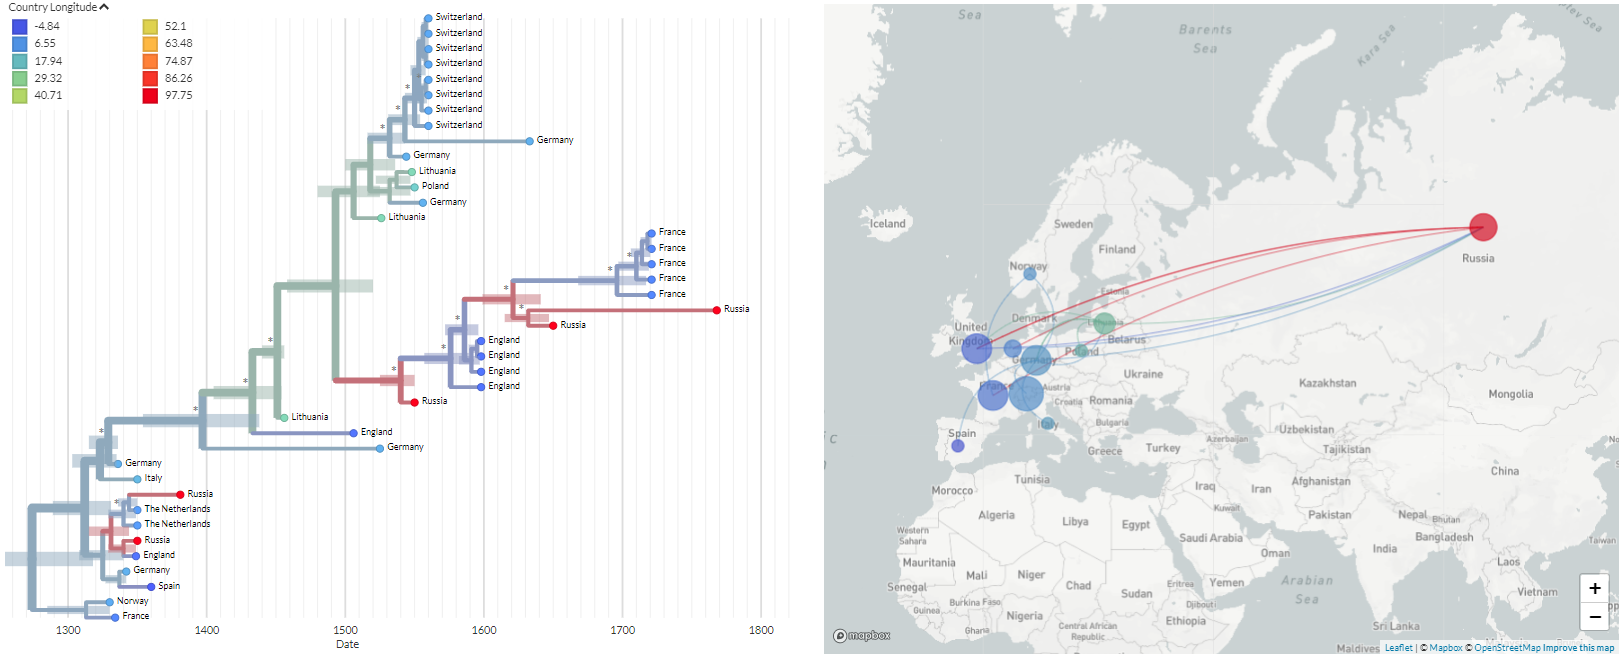 Country Longitude
-4.84
52.1
6.55
63.48
17.94
74.87
29.32
86.26
40.71
97.75
Switzerland
Switzerland
Switzerland
Switzerland
Switzerland
Switzerland
Switzerland
Switzerland
Germany
Germany
Lithuania
Poland
Germany
Lithuania
France
France
France
France
France
Russia
Russia
England
England
England
England
Russia
Lithuania
England
Germany
Germany
Italy
Russia
The Netherlands
The Netherlands
Russia
England
Germany
Spain
Norway
France
1300
1400
1500
1600
1700
1800
Date
Sea
Barents
Sea
Kara Sea
Iceland
Sweden
Finland
Norway
Russia
Estonia
United
Kingdom
Denmark
Lithuania
Belarus
Poland
Germany
Ukraine
France
Austria
Croatia
Romania
Kazakhstan
Mongolia
Italy
Bulgaria
Spain
Greece
Turkey
Azerbaijan
Uzbekistan
Tajikistan
China
Morocco
Tunisia
Iraq
Iran
Afghanistan
Algeria
Libya
Egypt
Kuwait
Pakistan
Nepal
Bhutan
Bangladesh
Western
Sahara
Saudi Arabia
Oman
India
Taiwan
Mauritania
Mali
Niger
Chad
Sudan
Eritrea
Yemen
Arabian
Sea
Laos
Vietnam
Senegal
Guinea
Burkina Faso
Nigeria
Djibouti
Ethiopia
Ghana
Central African
Republic
Sri Lanka
Maldives
+
−
mapbox
Leaflet | © Mapbox © OpenStreetMap Improve this map